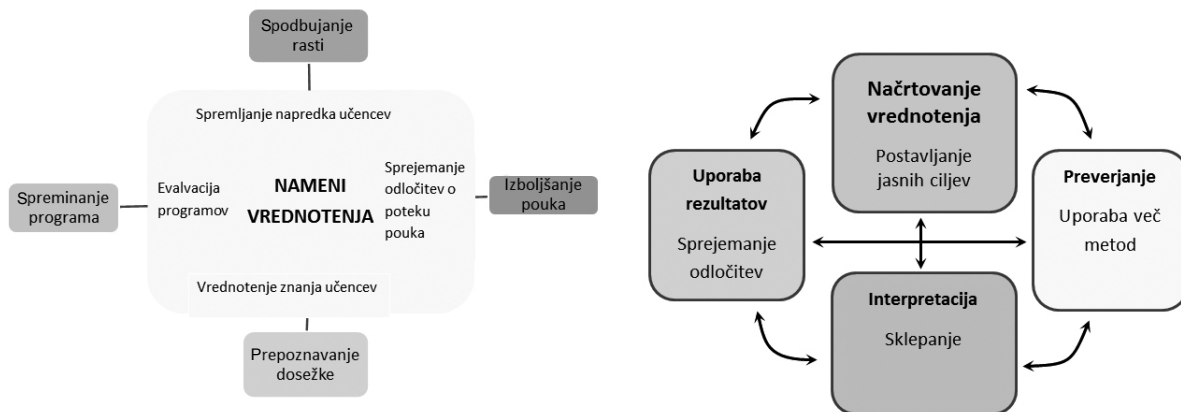 Spodbujanje
rasti
Spremljanje napredka učencev
Spreminanje
programa
Evalvacija
programov
NAMENI
VREDNOTENJA
Sprejemanje
odločitev o
poteku
pouka
Izboljšanje
pouka
Vrednotenje znanja učencev
Prepoznavanje
dosežke
Načrtovanje
vrednotenja
Postavljanje
jasnih ciljev
Uporaba
rezultatov
Sprejemanje
odločitev
Preverjanje
Uporaba več
metod
Interpretacija
Sklepanje